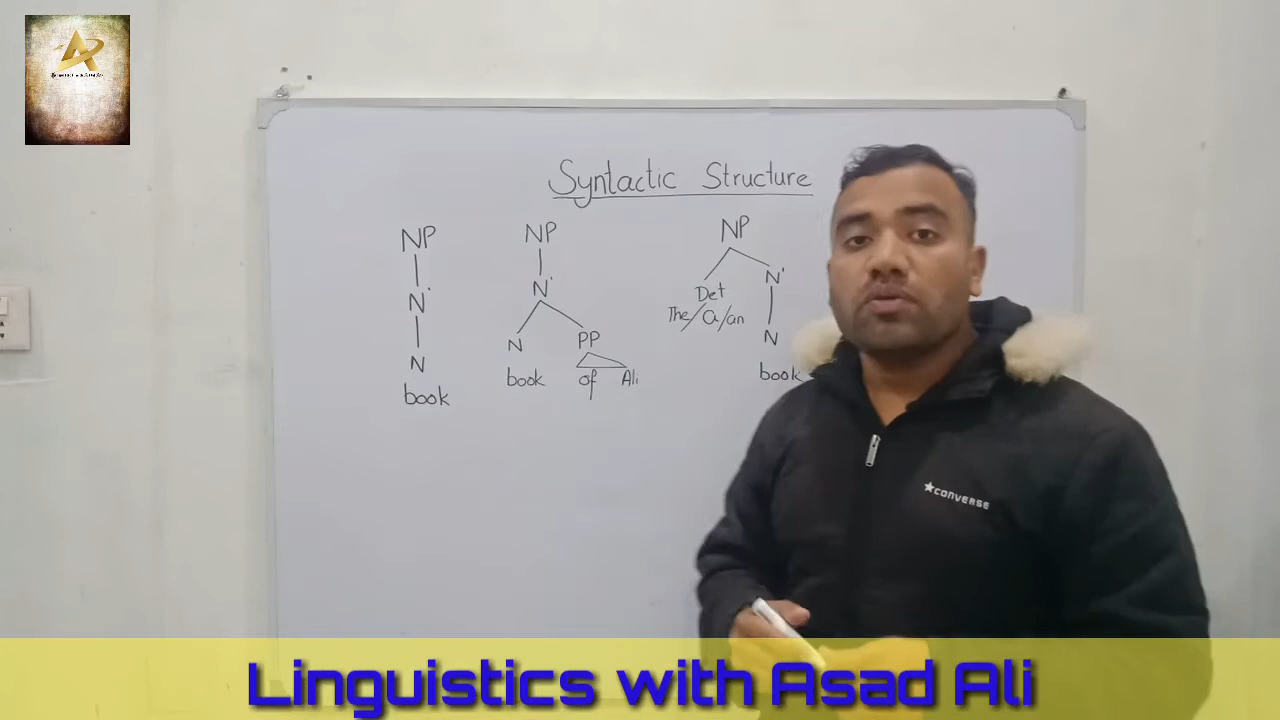 Syntactic Structure
NP
N'
N
book
NP
N'
N PP
book of Ali
NP
Det N'
The/a/an
N
book
CONVERSE
Linguistics with Asad Ali